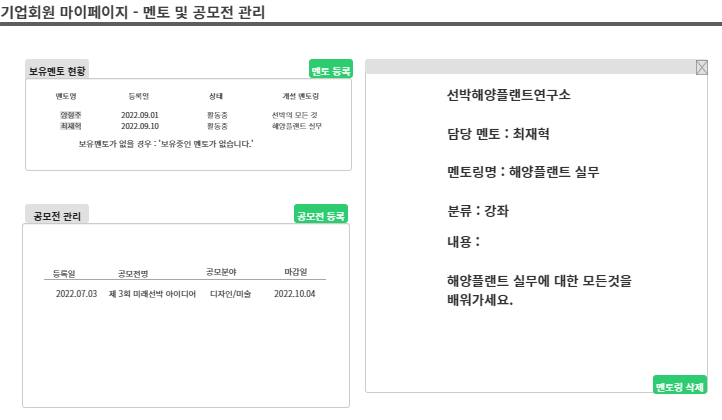 기업회원 마이페이지 - 멘토 및 공모전 관리
보유멘토 현황
멘토 등록
멘토명 등록일 상태 개설 멘토링
양형주 2022.09.01 활동중 선박의 모든 것
최재혁 2022.09.10 활동중 해양플랜트 실무
보유멘토가 없을 경우 : '보유중인 멘토가 없습니다.'
공모전 관리
공모전 등록
등록일 공모전명 공모분야 마감일
2022.07.03 제 3회 미래선박 아이디어 디자인/미술 2022.10.04
선박해양플랜트연구소
담당 멘토 : 최재혁
멘토링명 : 해양플랜트 실무
분류 : 강좌
내용 :
해양플랜트 실무에 대한 모든것을
배워가세요.
멘토링 삭제